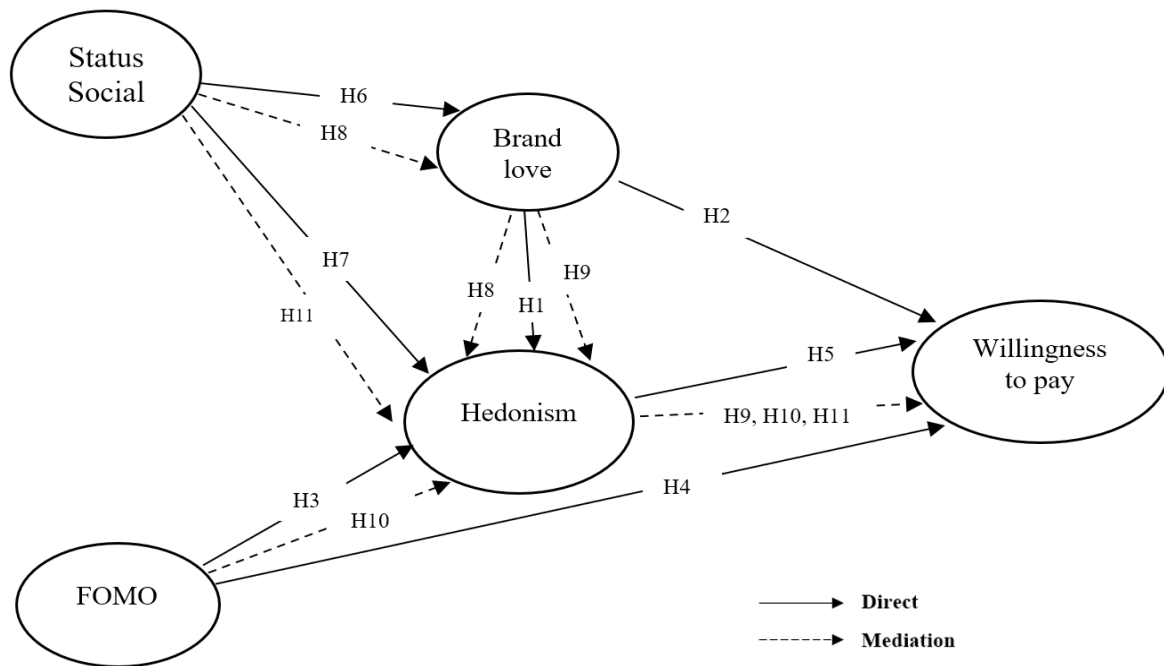 Status
Social
H6
H8
Brand
love
H2
H7
H11
H8
H1
H9
Willingness
to pay
H5
Hedonism
H9, H10, H11
H3
H10
H4
FOMO
Direct
Mediation